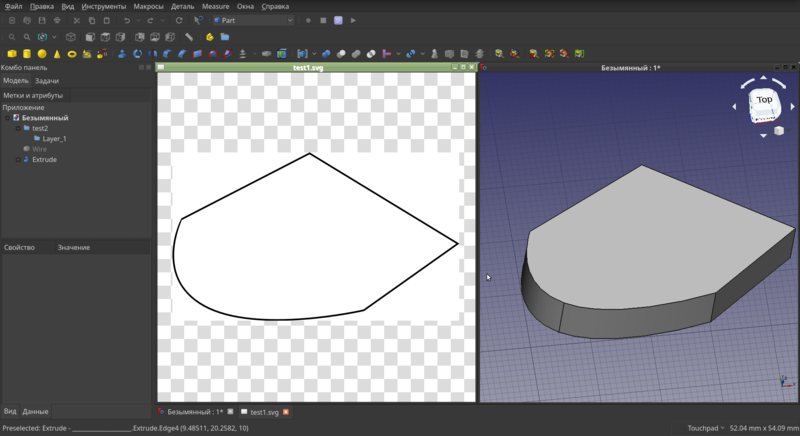 Файл Правка Вид Инструменты Макросы Деталь Measure Окна Справка
Part
Комбо панель
test1.svg
Безымянный : 1*
Модель Задачи
Метки и атрибуты
Приложение
Безымянный
test2
Layer_1
Wire
Extrude
Top
Свойство Значение
Вид Данные
Безымянный : 1* test1.svg
Preselected: Extrude - ____________________.Extrude.Edge4 (9.48511, 20.2582, 10)
Touchpad 52.04 mm x 54.09 mm